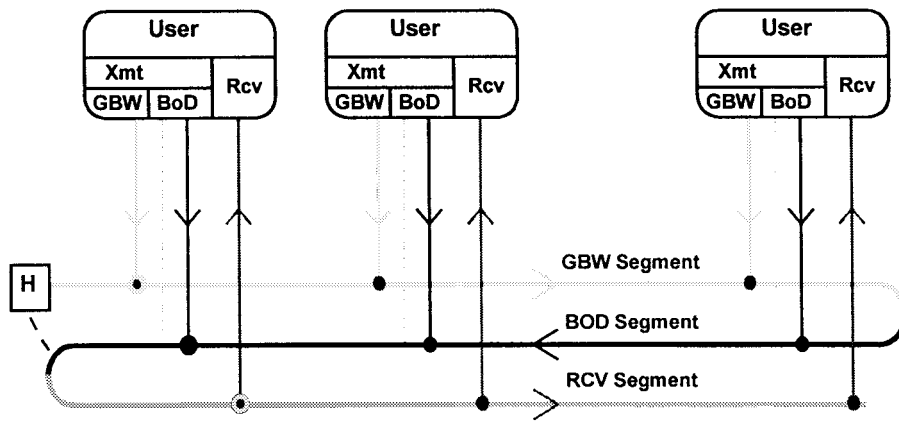 User User User
Xmt Rcv Xmt Rcv Xmt Rcv
GBW BoD GBW BoD GBW BoD
GBW Segment
H
BOD Segment
RCV Segment